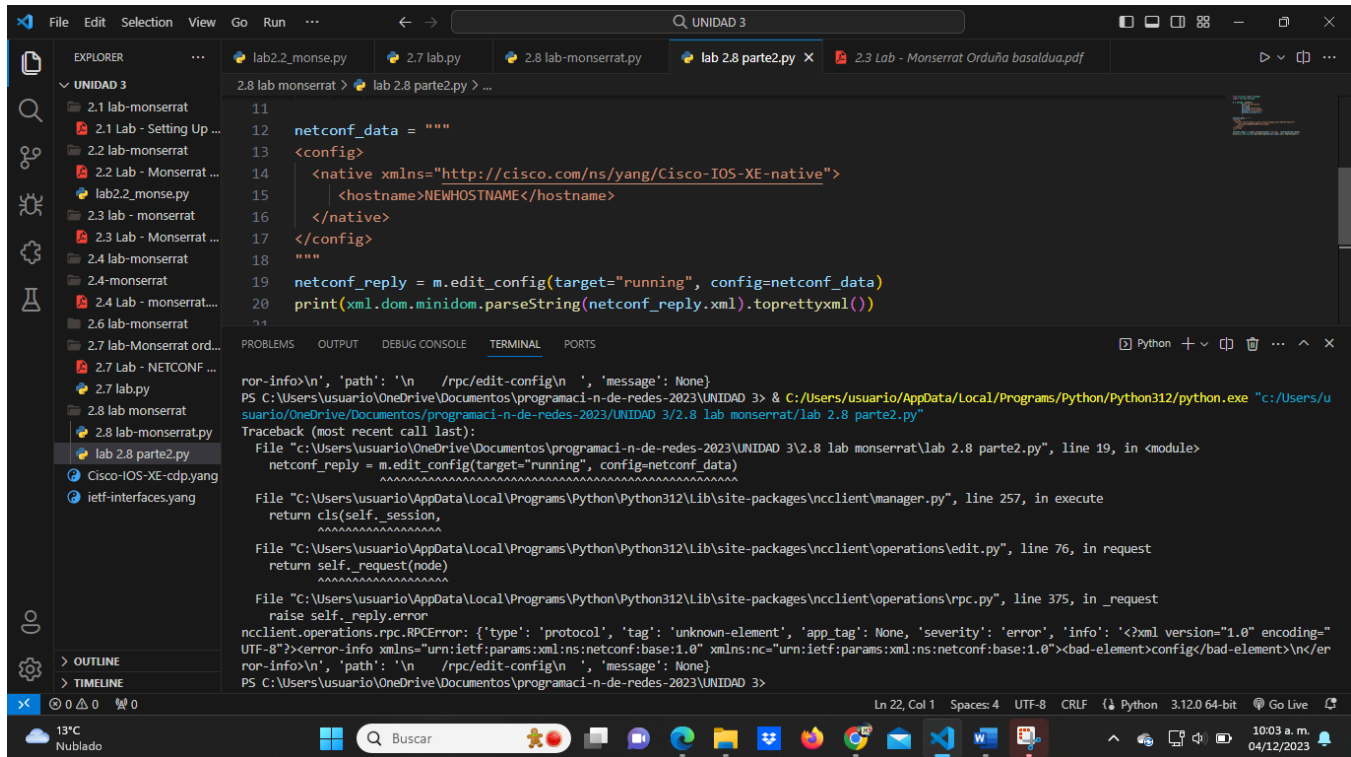 File Edit Selection View Go Run ··· ← → UNIDAD 3
EXPLORER ···
UNIDAD 3
2.1 lab-monserrat
2.1 Lab - Setting Up ...
2.2 lab-monserrat
2.2 Lab - Monserrat ...
lab2.2_monse.py
2.3 lab - monserrat
2.3 Lab - Monserrat ...
2.4 lab-monserrat
2.4-monserrat
2.4 Lab - monserrat....
2.6 lab-monserrat
2.7 lab-Monserrat ord...
2.7 Lab - NETCONF ...
2.7 lab.py
2.8 lab monserrat
2.8 lab-monserrat.py
lab 2.8 parte2.py
Cisco-IOS-XE-cdp.yang
ietf-interfaces.yang
OUTLINE
TIMELINE
lab2.2_monse.py 2.7 lab.py 2.8 lab-monserrat.py lab 2.8 parte2.py 2.3 Lab - Monserrat Orduña basaldua.pdf
2.8 lab monserrat > lab 2.8 parte2.py > ...
11
12 netconf_data = """
13 <config>
14 <native xmlns="http://cisco.com/ns/yang/Cisco-IOS-XE-native">
15 <hostname>NEWHOSTNAME</hostname>
16 </native>
17 </config>
18 """
19 netconf_reply = m.edit_config(target="running", config=netconf_data)
20 print(xml.dom.minidom.parseString(netconf_reply.xml).toprettyxml())
21
PROBLEMS OUTPUT DEBUG CONSOLE TERMINAL PORTS Python
ror-info>\n', 'path': '\n    /rpc/edit-config\n  ', 'message': None}
PS C:\Users\usuario\OneDrive\Documentos\programaci-n-de-redes-2023\UNIDAD 3> & C:/Users/usuario/AppData/Local/Programs/Python/Python312/python.exe "c:/Users/u
suario/OneDrive/Documentos/programaci-n-de-redes-2023/UNIDAD 3/2.8 lab monserrat/lab 2.8 parte2.py"
Traceback (most recent call last):
File "c:\Users\usuario\OneDrive\Documentos\programaci-n-de-redes-2023\UNIDAD 3\2.8 lab monserrat\lab 2.8 parte2.py", line 19, in <module>
netconf_reply = m.edit_config(target="running", config=netconf_data)
^^^^^^^^^^^^^^^^^^^^^^^^^^^^^^^^^^^^^^^^^^^^^^^^^^^^
File "C:\Users\usuario\AppData\Local\Programs\Python\Python312\Lib\site-packages\ncclient\manager.py", line 257, in execute
return cls(self._session,
^^^^^^^^^^^^^^^^^^
File "C:\Users\usuario\AppData\Local\Programs\Python\Python312\Lib\site-packages\ncclient\operations\edit.py", line 76, in request
return self._request(node)
^^^^^^^^^^^^^^^^^^^
File "C:\Users\usuario\AppData\Local\Programs\Python\Python312\Lib\site-packages\ncclient\operations\rpc.py", line 375, in _request
raise self._reply.error
ncclient.operations.rpc.RPCError: {'type': 'protocol', 'tag': 'unknown-element', 'app_tag': None, 'severity': 'error', 'info': '<?xml version="1.0" encoding="
UTF-8"?><error-info xmlns="urn:ietf:params:xml:ns:netconf:base:1.0" xmlns:nc="urn:ietf:params:xml:ns:netconf:base:1.0"><bad-element>config</bad-element>\n</er
ror-info>\n', 'path': '\n    /rpc/edit-config\n  ', 'message': None}
PS C:\Users\usuario\OneDrive\Documentos\programaci-n-de-redes-2023\UNIDAD 3>
0 0 0 Ln 22, Col 1 Spaces: 4 UTF-8 CRLF Python 3.12.0 64-bit Go Live
13°C
Nublado
Buscar
10:03 a. m.
04/12/2023